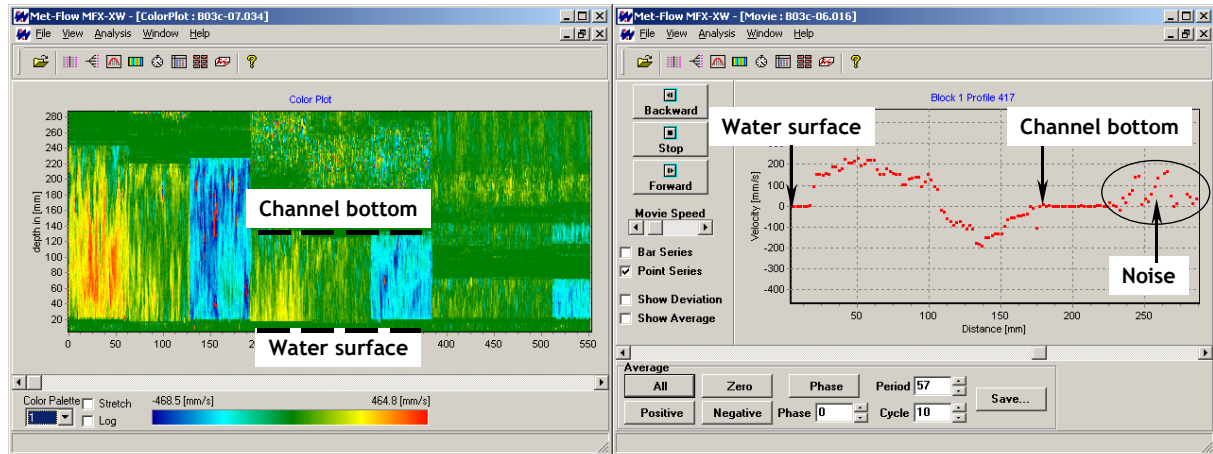 Met-Flow MFX-XW - [ColorPlot : B03c-07.034]
File View Analysis Window Help
Color Plot
280
260
240
220
200
180
160
140
120
100
80
60
40
20
depth in [mm]
Channel bottom
Water surface
0 50 100 150 2 400 450 500 550
Color Palette
1
Stretch
Log
-468.5 [mm/s] 464.8 [mm/s]
Met-Flow MFX-XW - [Movie : B03c-06.016]
File View Analysis Window Help
Backward
Stop
Forward
Movie Speed
Bar Series
Point Series
Show Deviation
Show Average
Block 1 Profile 417
Water surface
Channel bottom
Noise
200
100
0
-100
-200
-300
-400
Velocity [mm/s]
50 100 150 200 250
Distance [mm]
Average
All Zero Phase Period 57
Positive Negative Phase 0 Cycle 10
Save...